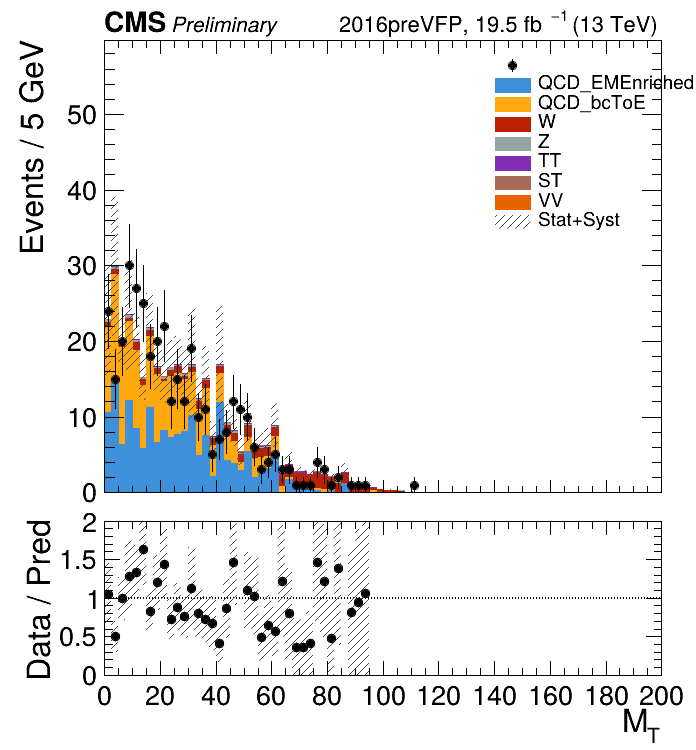 CMS Preliminary 2016preVFP, 19.5 fb⁻¹ (13 TeV)
Events / 5 GeV
50
40
30
20
10
0
QCD_EMEnriched
QCD_bcToE
W
Z
TT
ST
VV
Stat+Syst
Data / Pred
2
1.5
1
0.5
0
0 20 40 60 80 100 120 140 160 180 200
M_T